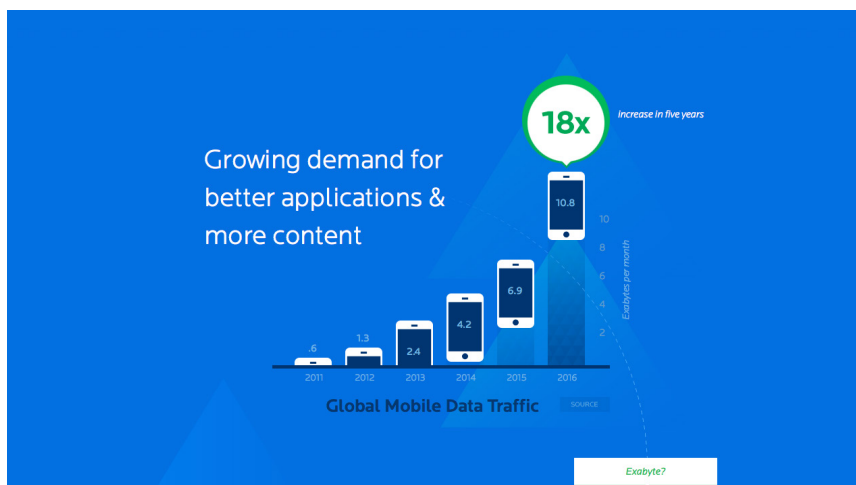 18x
increase in five years
Growing demand for
better applications &
more content
10.8
10
8
6
4
2
Exabytes per month
6.9
4.2
2.4
1.3
.6
2011 2012 2013 2014 2015 2016
Global Mobile Data Traffic
SOURCE
Exabyte?